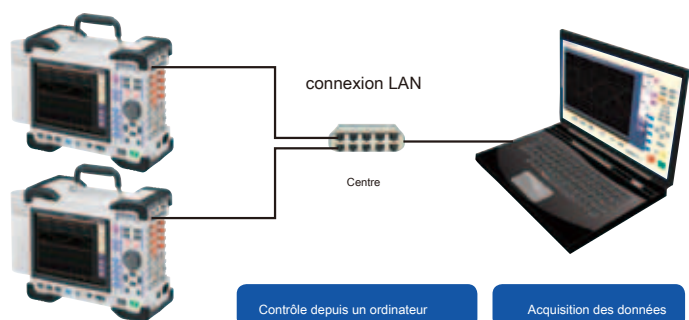 connexion LAN
Centre
Contrôle depuis un ordinateur
Acquisition des données